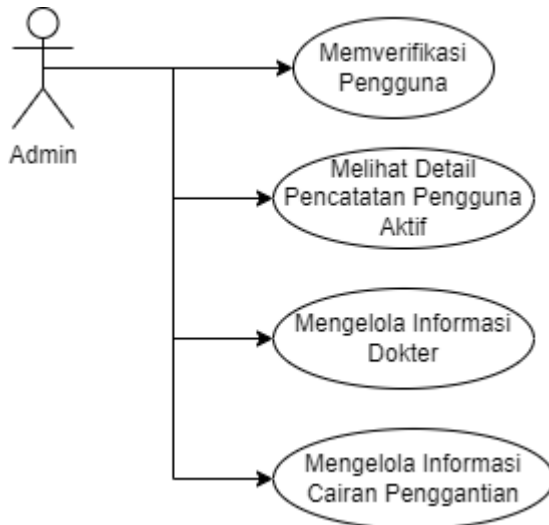 Admin
Memverifikasi
Pengguna
Melihat Detail
Pencatatan Pengguna
Aktif
Mengelola Informasi
Dokter
Mengelola Informasi
Cairan Penggantian